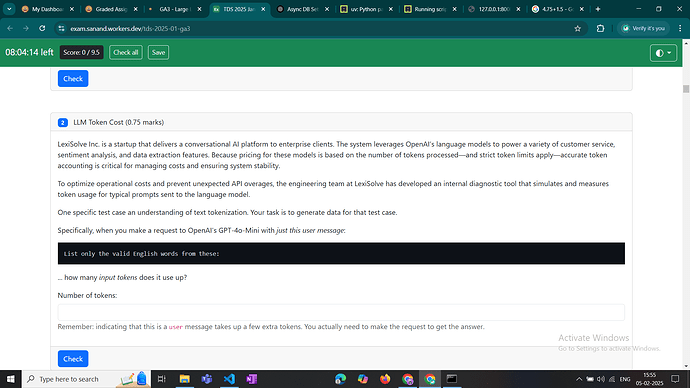 My Dashbo
Graded Assig
GA3 - Large l
TDS 2025 Jan
Async DB Ser
uv: Python pa
Running scrip
127.0.0.1:800
4.75+1.5 - G
exam.sanand.workers.dev/tds-2025-01-ga3
Verify it's you
08:04:14 left
Score: 0 / 9.5
Check all
Save
Check
2 LLM Token Cost (0.75 marks)
LexiSolve Inc. is a startup that delivers a conversational AI platform to enterprise clients. The system leverages OpenAI's language models to power a variety of customer service,
sentiment analysis, and data extraction features. Because pricing for these models is based on the number of tokens processed—and strict token limits apply—accurate token
accounting is critical for managing costs and ensuring system stability.
To optimize operational costs and prevent unexpected API overages, the engineering team at LexiSolve has developed an internal diagnostic tool that simulates and measures
token usage for typical prompts sent to the language model.
One specific test case an understanding of text tokenization. Your task is to generate data for that test case.
Specifically, when you make a request to OpenAI's GPT-4o-Mini with just this user message:
List only the valid English words from these:
... how many input tokens does it use up?
Number of tokens:
Remember: indicating that this is a user message takes up a few extra tokens. You actually need to make the request to get the answer.
Activate Windows
Go to Settings to activate Windows.
Check
Type here to search
ENG
15:55
05-02-2025